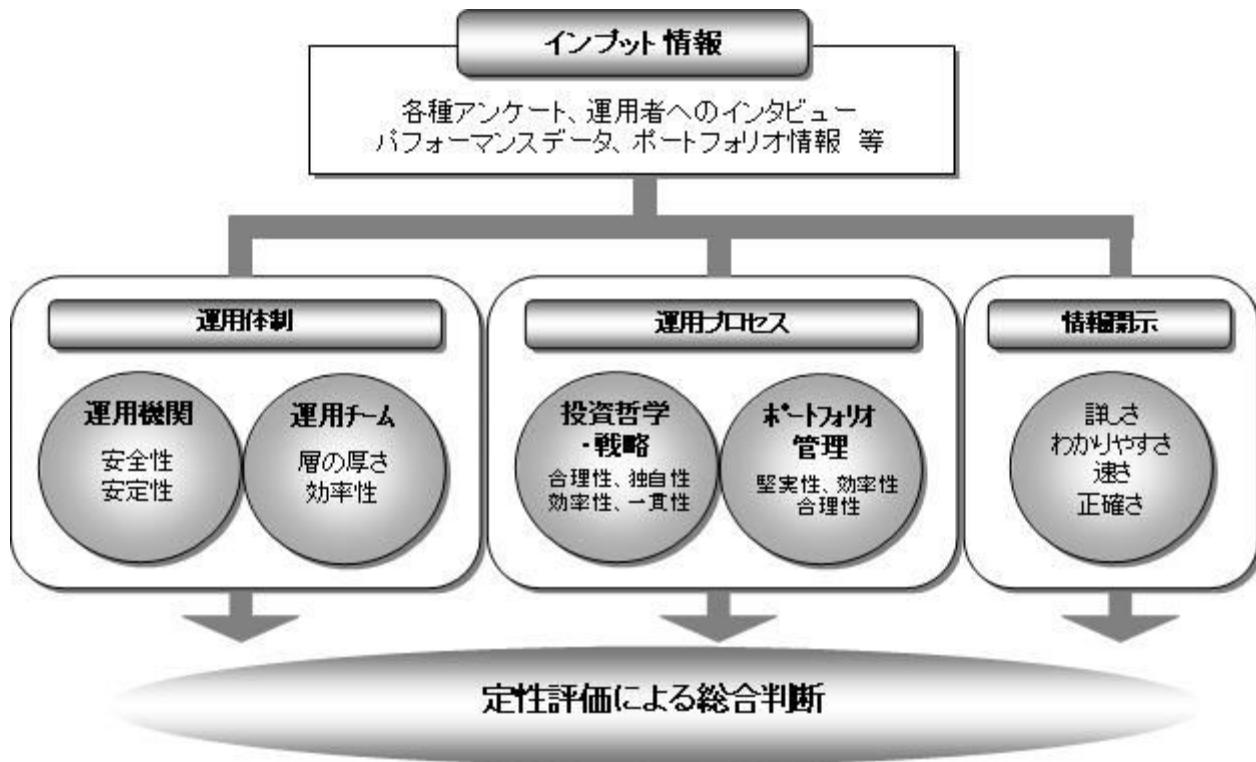 インプット情報
各種アンケート、運用者へのインタビュー
パフォーマンスデータ、ポートフォリオ情報 等
運用体制
運用機関
安全性
安定性
運用チーム
層の厚さ
効率性
運用プロセス
投資哲学
・戦略
合理性、独自性
効率性、一貫性
ポートフォリオ
管理
堅実性、効率性
合理性
情報開示
詳しさ
わかりやすさ
速さ
正確さ
定性評価による総合判断